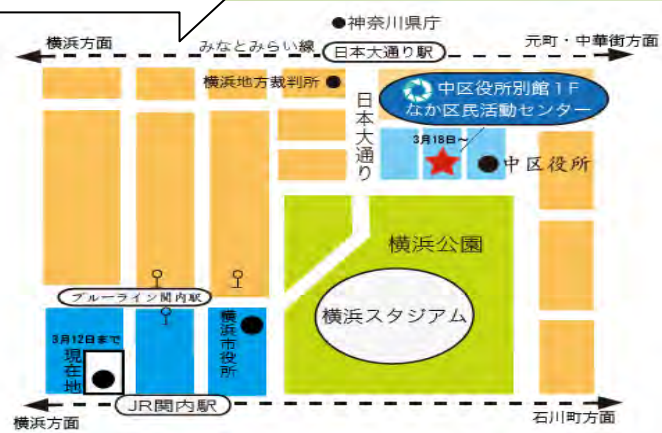 ●神奈川県庁
横浜方面
みなとみらい線
日本大通り駅
元町・中華街方面
横浜地方裁判所
日本大通り
中区役所別館1F
なか区民活動センター
3月18日~
中区役所
横浜公園
横浜スタジアム
ブルーライン関内駅
3月12日まで
現在地
横浜市役所
JR関内駅
横浜方面
石川町方面